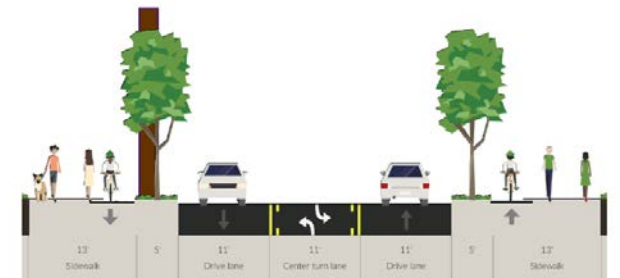 13'
Sidewalk
5'
11'
Drive lane
11'
Center turn lane
11'
Drive lane
5'
13'
Sidewalk